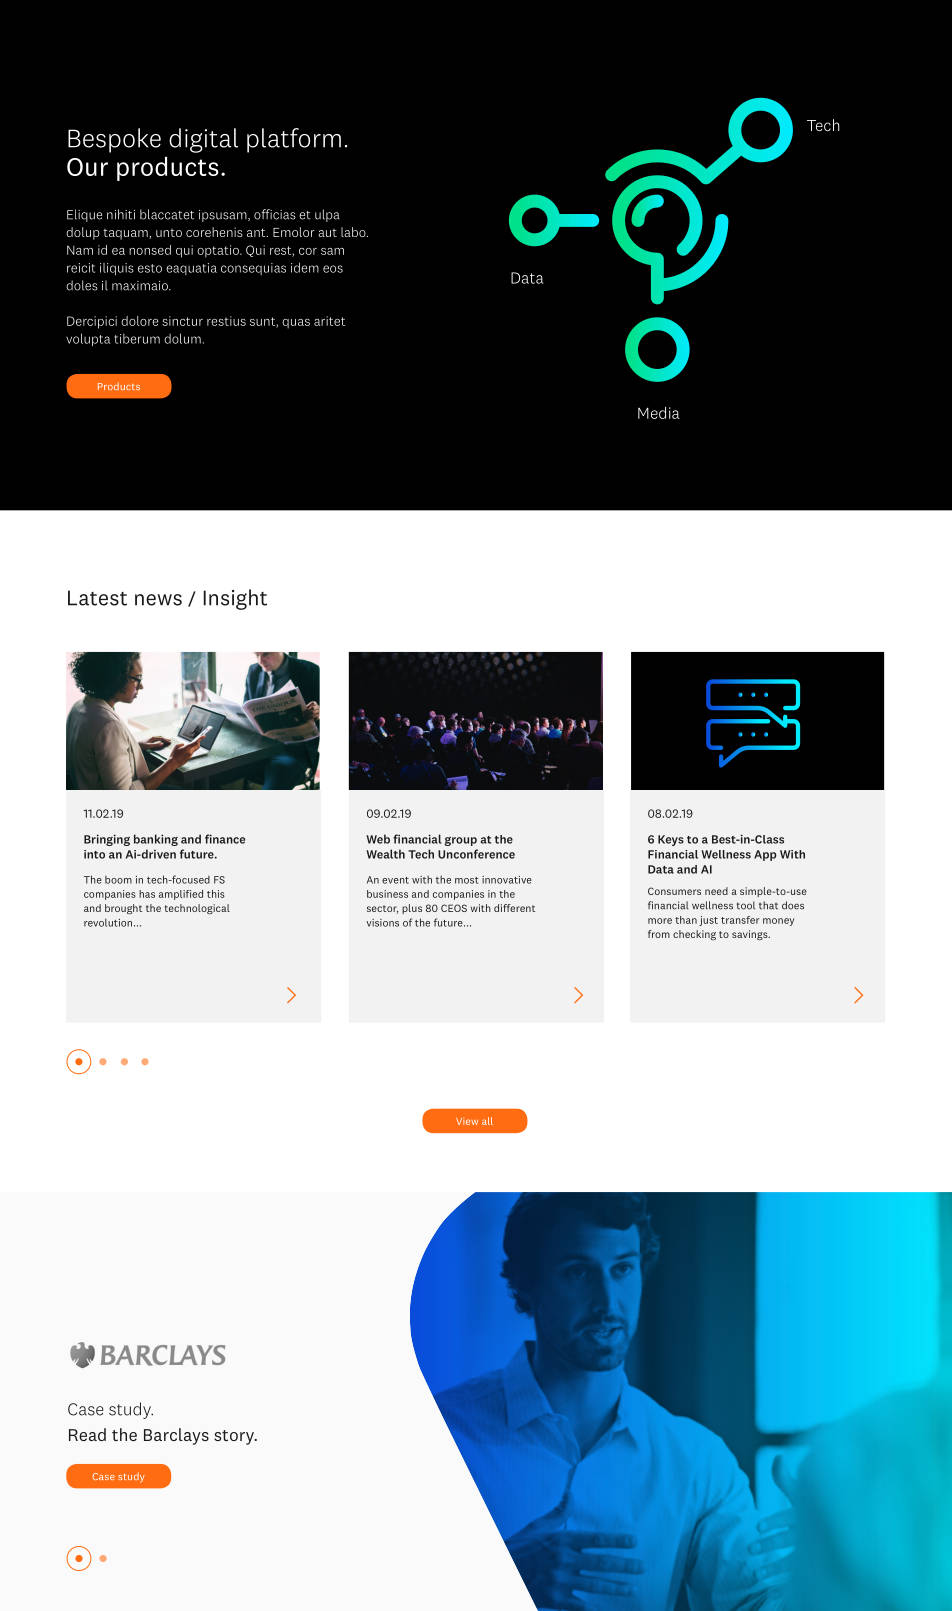 Bespoke digital platform.
Our products.
Elique nihiti blaccatet ipsusam, officias et ulpa
dolup taquam, unto corehenis ant. Emolor aut labo.
Nam id ea nonsed qui optatio. Qui rest, cor sam
reicit iliquis esto eaquatia consequias idem eos
doles il maximaio.
Dercipici dolore sinctur restius sunt, quas aritet
volupta tiberum dolum.
Products
Tech
Data
Media
Latest news / Insight
11.02.19
Bringing banking and finance
into an Ai-driven future.
The boom in tech-focused FS
companies has amplified this
and brought the technological
revolution...
09.02.19
Web financial group at the
Wealth Tech Unconference
An event with the most innovative
business and companies in the
sector, plus 80 CEOS with different
visions of the future...
08.02.19
6 Keys to a Best-in-Class
Financial Wellness App With
Data and AI
Consumers need a simple-to-use
financial wellness tool that does
more than just transfer money
from checking to savings.
View all
BARCLAYS
Case study.
Read the Barclays story.
Case study